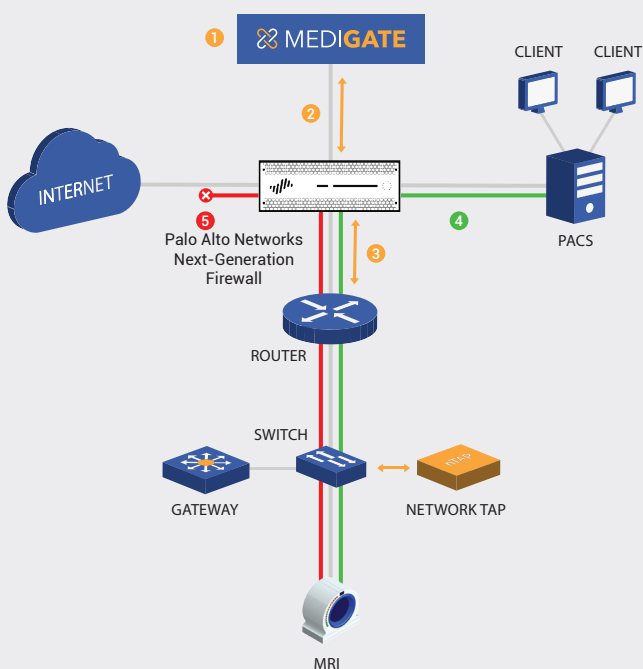 1
MEDIGATE
CLIENT
CLIENT
2
INTERNET
5
4
Palo Alto Networks
Next-Generation
Firewall
3
PACS
ROUTER
SWITCH
nTAP
GATEWAY
NETWORK TAP
MRI